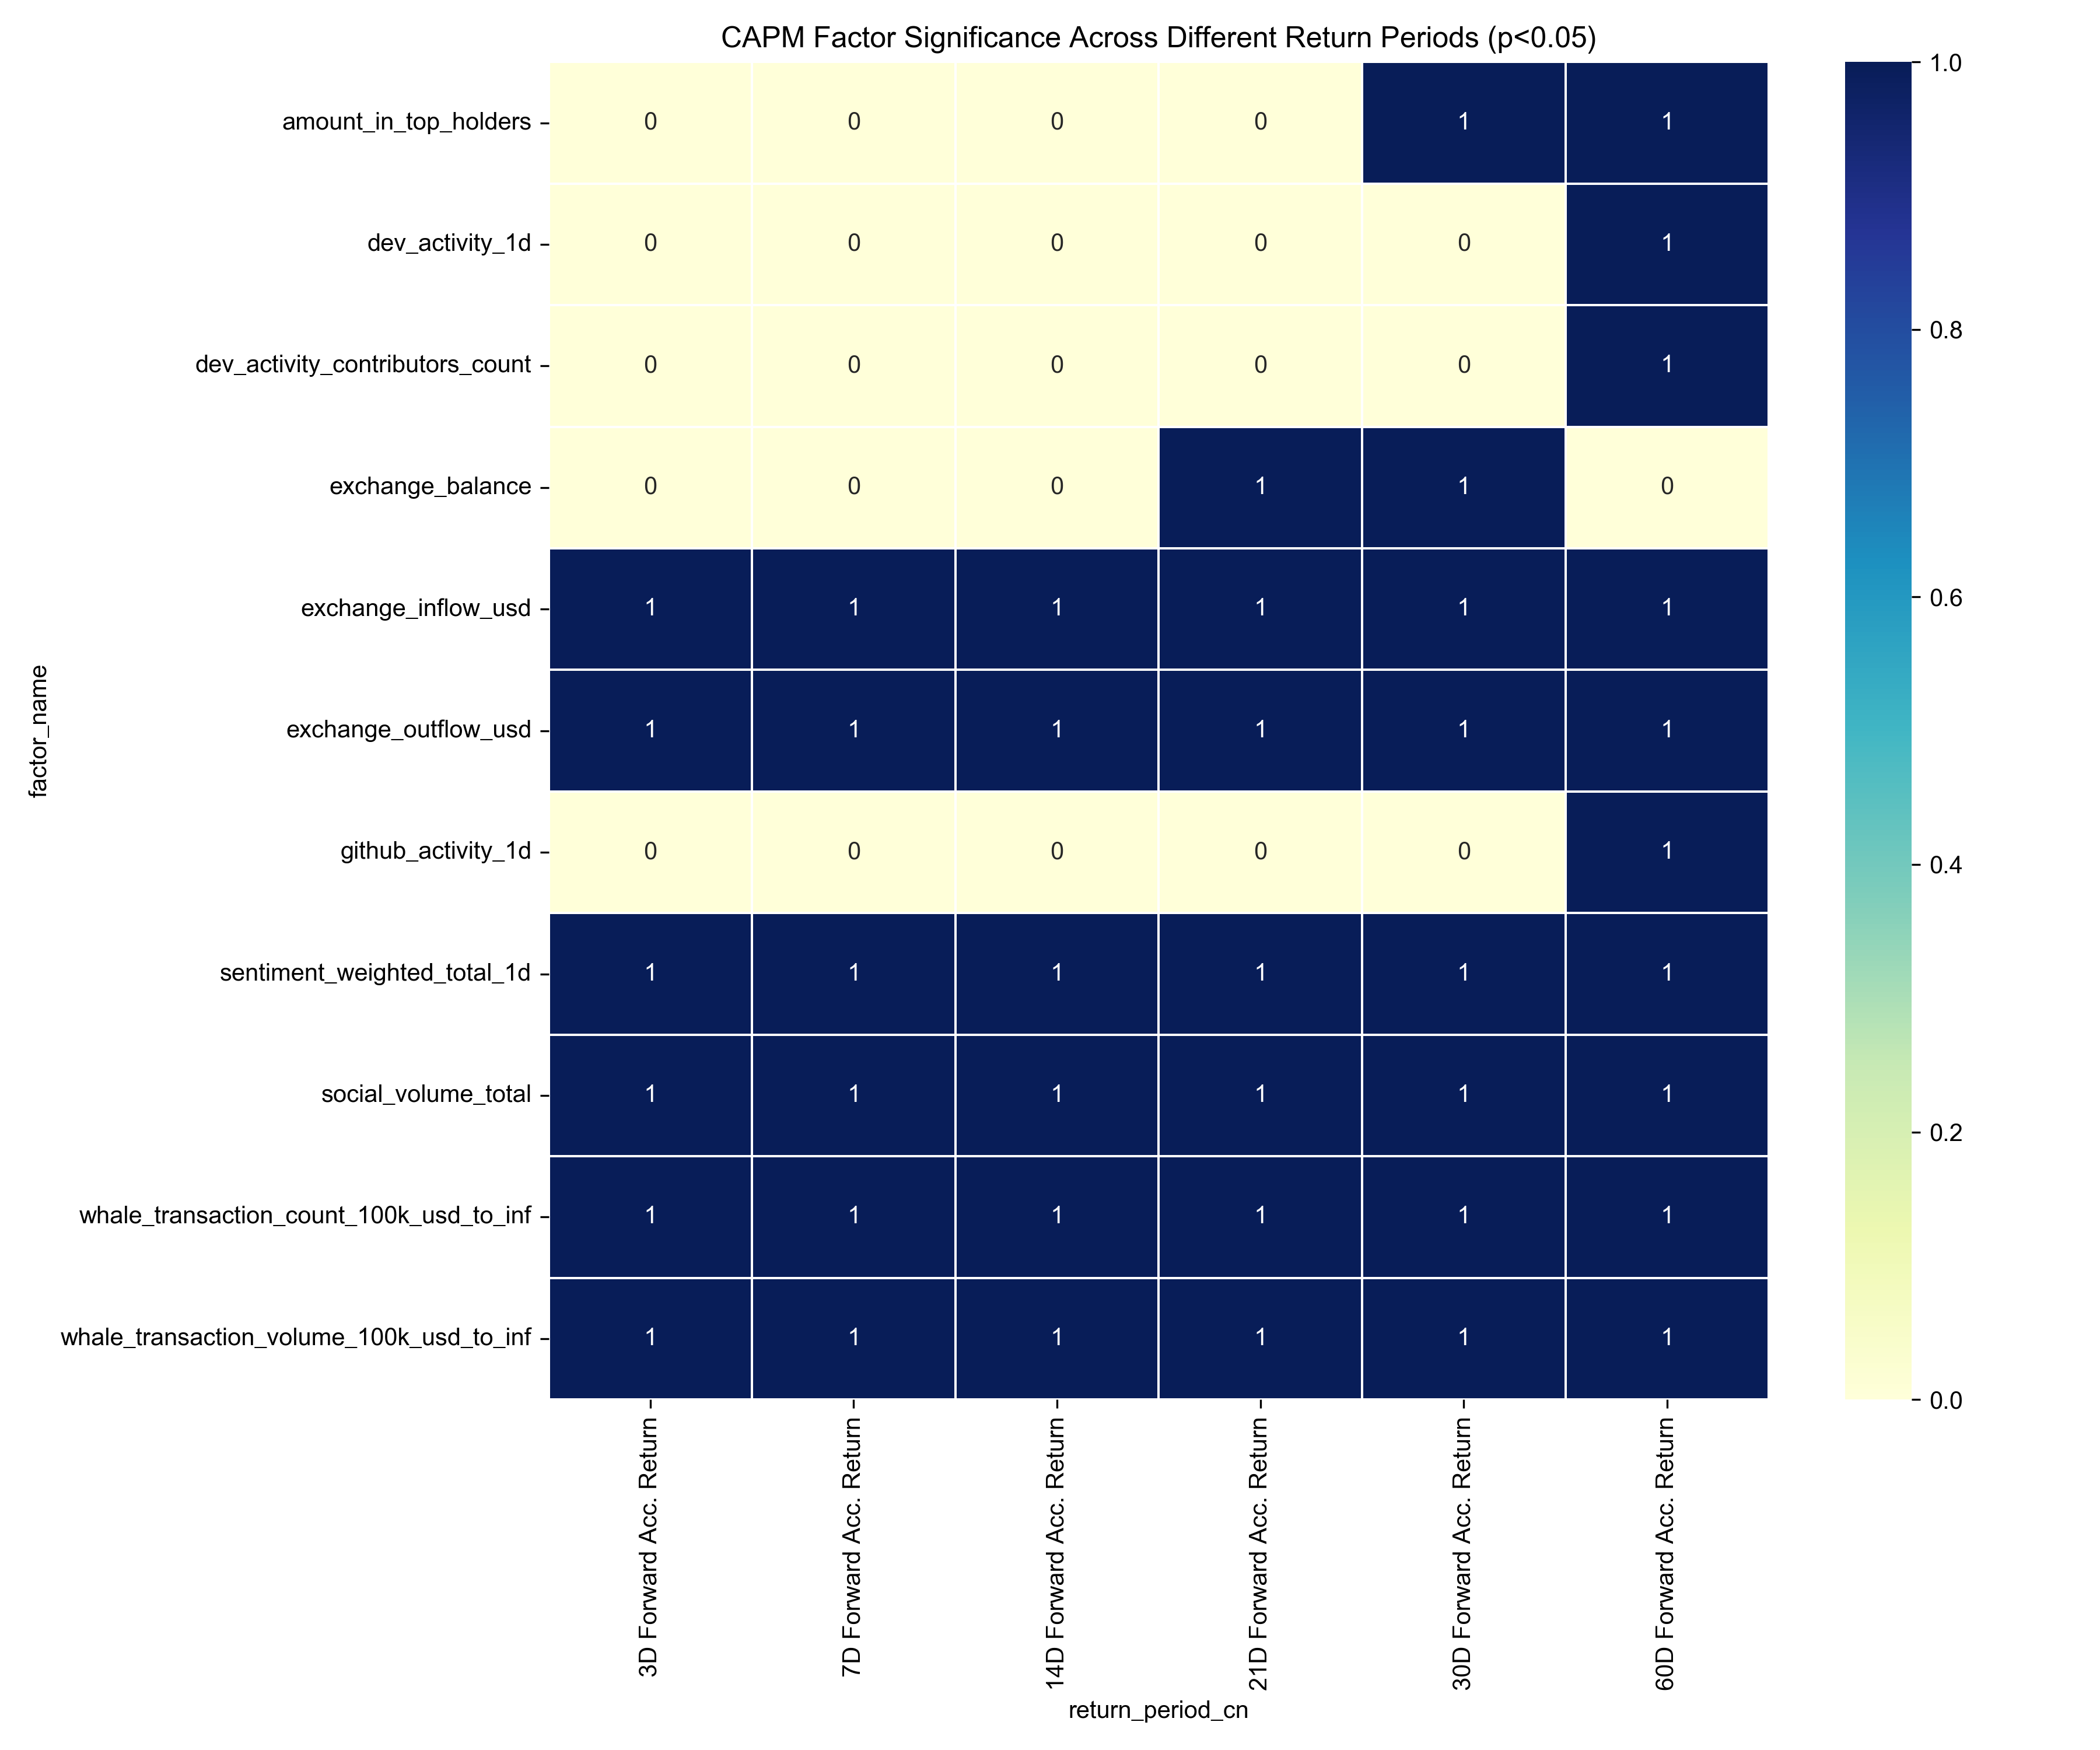 CAPM Factor Significance Across Different Return Periods (p<0.05)
factor_name
amount_in_top_holders 0 0 0 0 1 1
dev_activity_1d 0 0 0 0 0 1
dev_activity_contributors_count 0 0 0 0 0 1
exchange_balance 0 0 0 1 1 0
exchange_inflow_usd 1 1 1 1 1 1
exchange_outflow_usd 1 1 1 1 1 1
github_activity_1d 0 0 0 0 0 1
sentiment_weighted_total_1d 1 1 1 1 1 1
social_volume_total 1 1 1 1 1 1
whale_transaction_count_100k_usd_to_inf 1 1 1 1 1 1
whale_transaction_volume_100k_usd_to_inf 1 1 1 1 1 1
3D Forward Acc. Return
7D Forward Acc. Return
14D Forward Acc. Return
21D Forward Acc. Return
30D Forward Acc. Return
60D Forward Acc. Return
return_period_cn
1.0
0.8
0.6
0.4
0.2
0.0